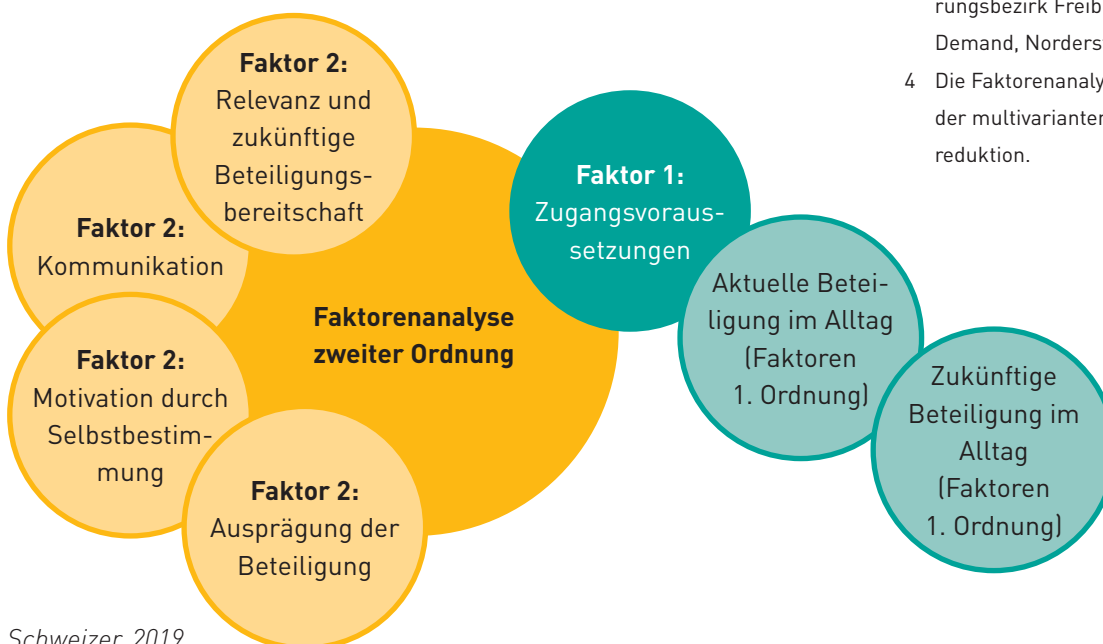 Faktor 2:
Relevanz und
zukünftige
Beteiligungs-
bereitschaft
Faktor 2:
Kommunikation
Faktor 2:
Motivation durch
Selbstbestim-
mung
Faktor 2:
Ausprägung der
Beteiligung
Faktorenanalyse
zweiter Ordnung
Faktor 1:
Zugangsvoraus-
setzungen
Aktuelle Betei-
ligung im Alltag
(Faktoren
1. Ordnung)
Zukünftige
Beteiligung im
Alltag
(Faktoren
1. Ordnung)
rungsbezirk Freib
Demand, Norders
4 Die Faktorenanaly
der multivarianten
reduktion.
Schweizer, 2019